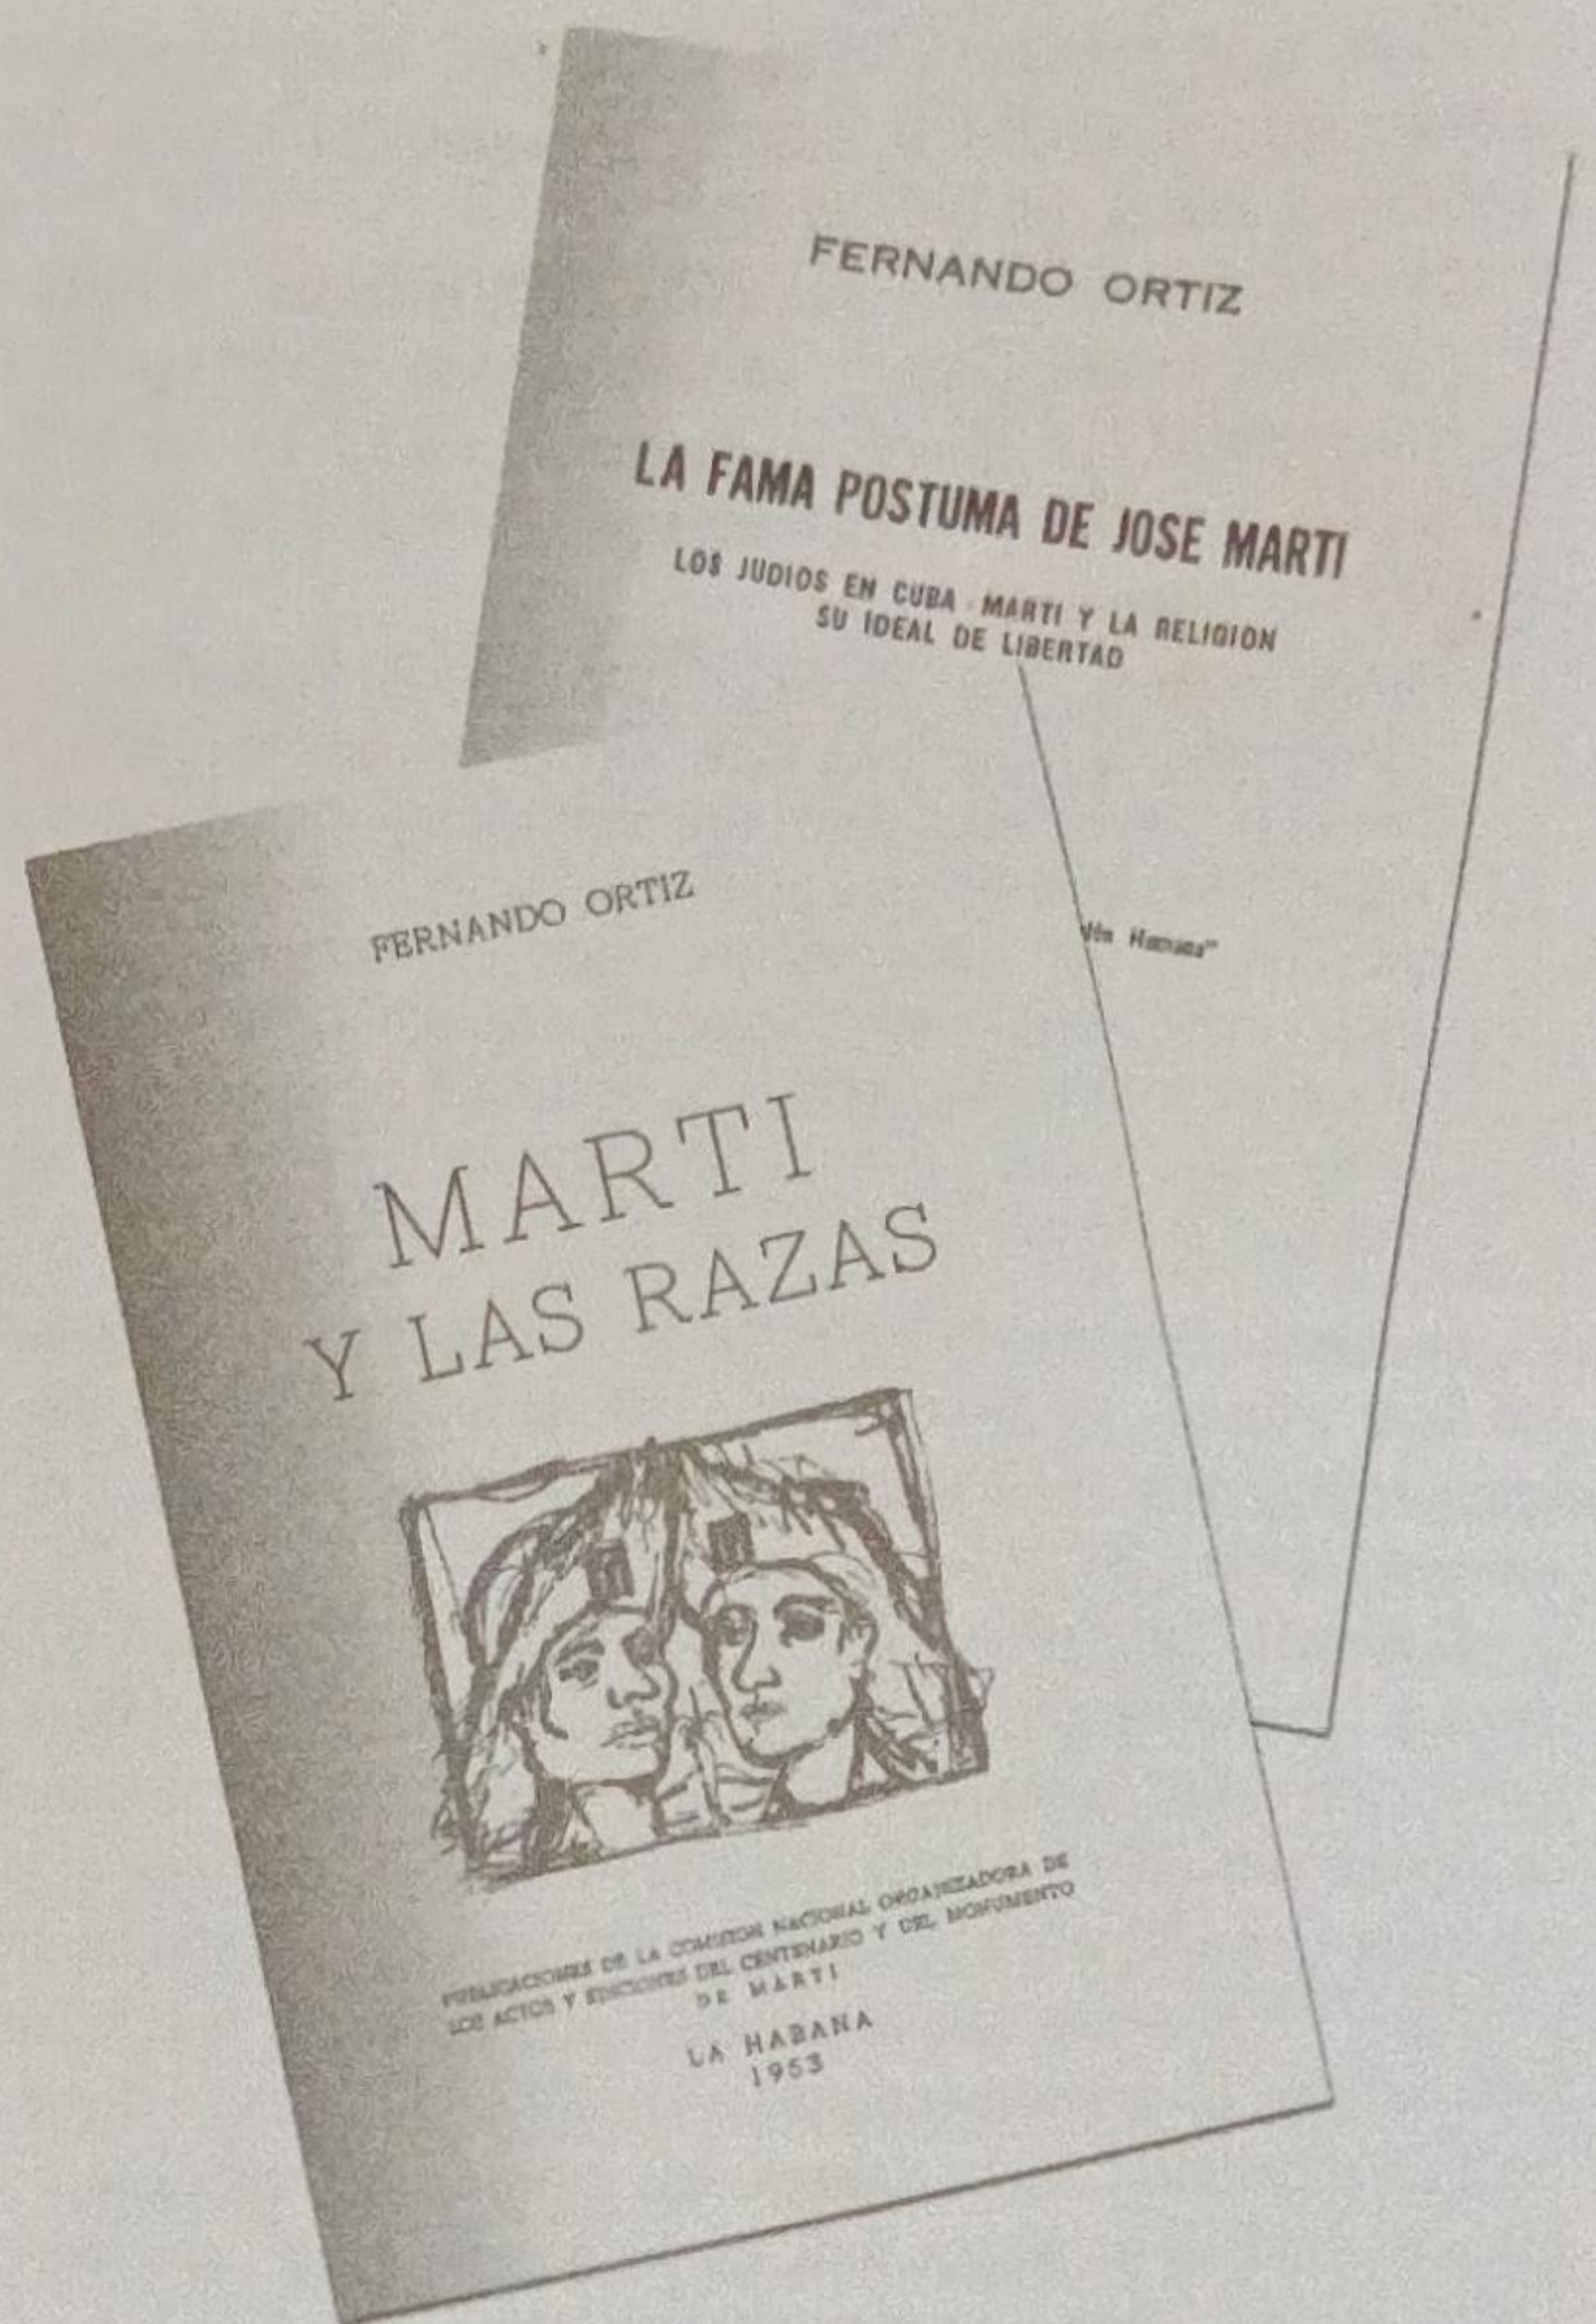 FERNANDO ORTIZ
LA FAMA POSTUMA DE JOSE MARTI
LOS JUDIOS EN CUBA MARTI Y LA RELIGION
SU IDEAL DE LIBERTAD
Humana"
FERNANDO ORTIZ
MARTI
Y LAS RAZAS
PUBLICACIONES DE LA COMISION NACIONAL ORGANIZADORA DE
LOS ACTOS Y EDICIONES DEL CENTENARIO Y DEL MONUMENTO
DE MARTI
LA HABANA
1953